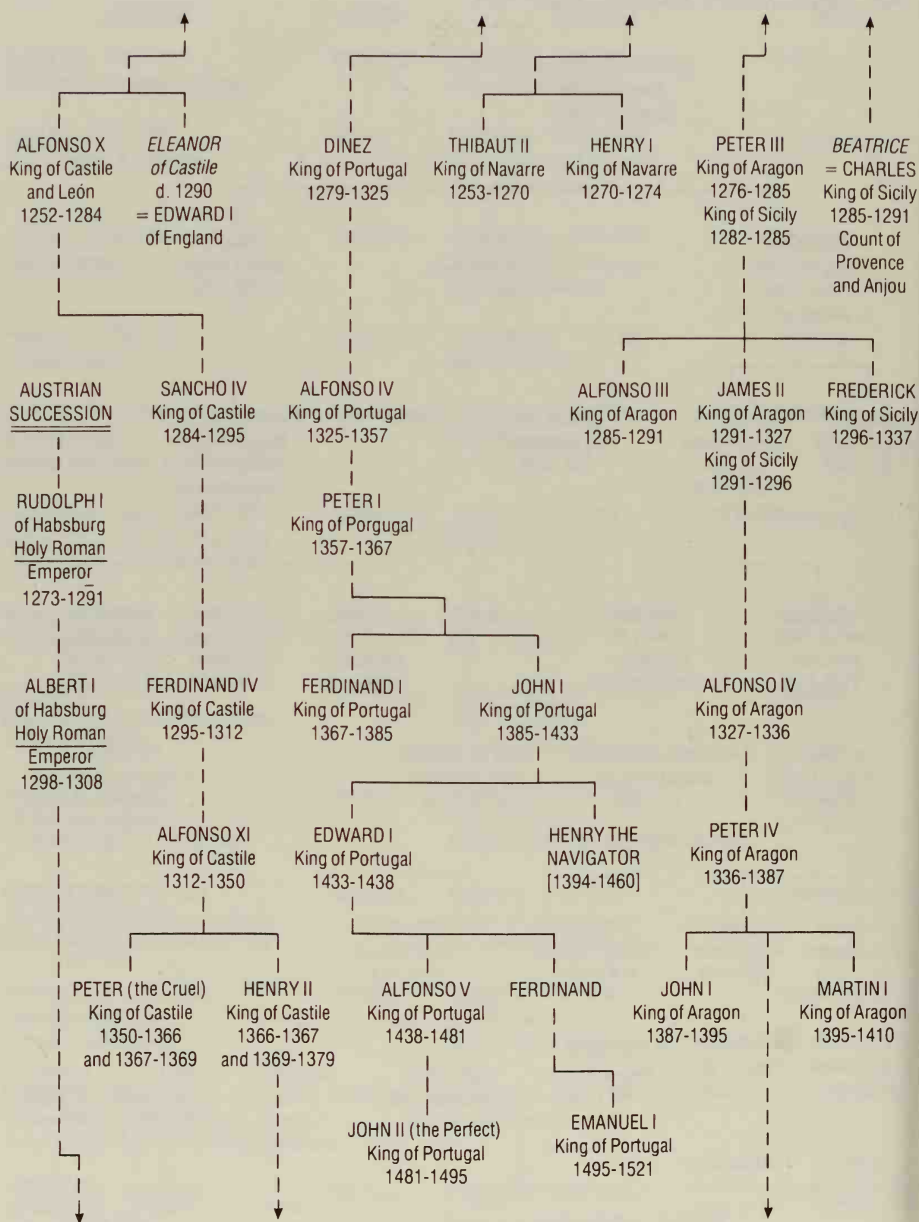 ALFONSO X
King of Castile
and León
1252-1284
ELEANOR
of Castile
d. 1290
= EDWARD I
of England
DINEZ
King of Portugal
1279-1325
THIBAUT II
King of Navarre
1253-1270
HENRY I
King of Navarre
1270-1274
PETER III
King of Aragon
1276-1285
King of Sicily
1282-1285
BEATRICE
= CHARLES
King of Sicily
1285-1291
Count of
Provence
and Anjou
AUSTRIAN
SUCCESSION
SANCHO IV
King of Castile
1284-1295
ALFONSO IV
King of Portugal
1325-1357
ALFONSO III
King of Aragon
1285-1291
JAMES II
King of Aragon
1291-1327
King of Sicily
1291-1296
FREDERICK
King of Sicily
1296-1337
RUDOLPH I
of Habsburg
Holy Roman
Emperor
1273-1291
PETER I
King of Porgugal
1357-1367
ALBERT I
of Habsburg
Holy Roman
Emperor
1298-1308
FERDINAND IV
King of Castile
1295-1312
FERDINAND I
King of Portugal
1367-1385
JOHN I
King of Portugal
1385-1433
ALFONSO IV
King of Aragon
1327-1336
ALFONSO XI
King of Castile
1312-1350
EDWARD I
King of Portugal
1433-1438
HENRY THE
NAVIGATOR
[1394-1460]
PETER IV
King of Aragon
1336-1387
PETER (the Cruel)
King of Castile
1350-1366
and 1367-1369
HENRY II
King of Castile
1366-1367
and 1369-1379
ALFONSO V
King of Portugal
1438-1481
FERDINAND
JOHN I
King of Aragon
1387-1395
MARTIN I
King of Aragon
1395-1410
JOHN II (the Perfect)
King of Portugal
1481-1495
EMANUEL I
King of Portugal
1495-1521